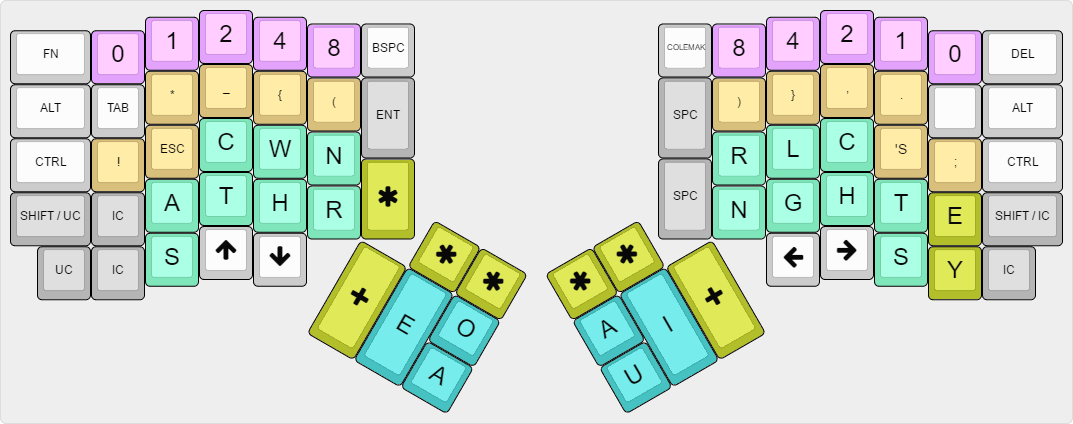 FN 0 1 2 4 8 BSPC COLEMAK 8 4 2 1 0 DEL
ALT TAB * – { ( ENT SPC ) } , . ALT
CTRL ! ESC C W N R L C 'S ; CTRL
SHIFT / UC IC A T H R * SPC N G H T E SHIFT / IC
UC IC S ↑ ↓ ← → S Y IC
* * * *
+ E O A I +
A U